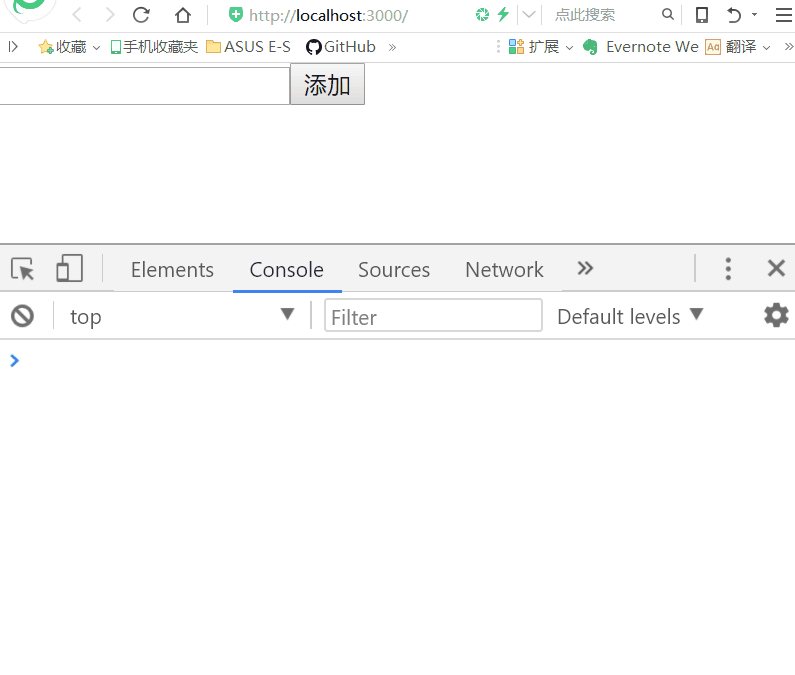 http://localhost:3000/ 点此搜索
收藏 手机收藏夹 ASUS E-S GitHub » 扩展 Evernote We Aa 翻译 »
添加
Elements Console Sources Network »
top Filter Default levels